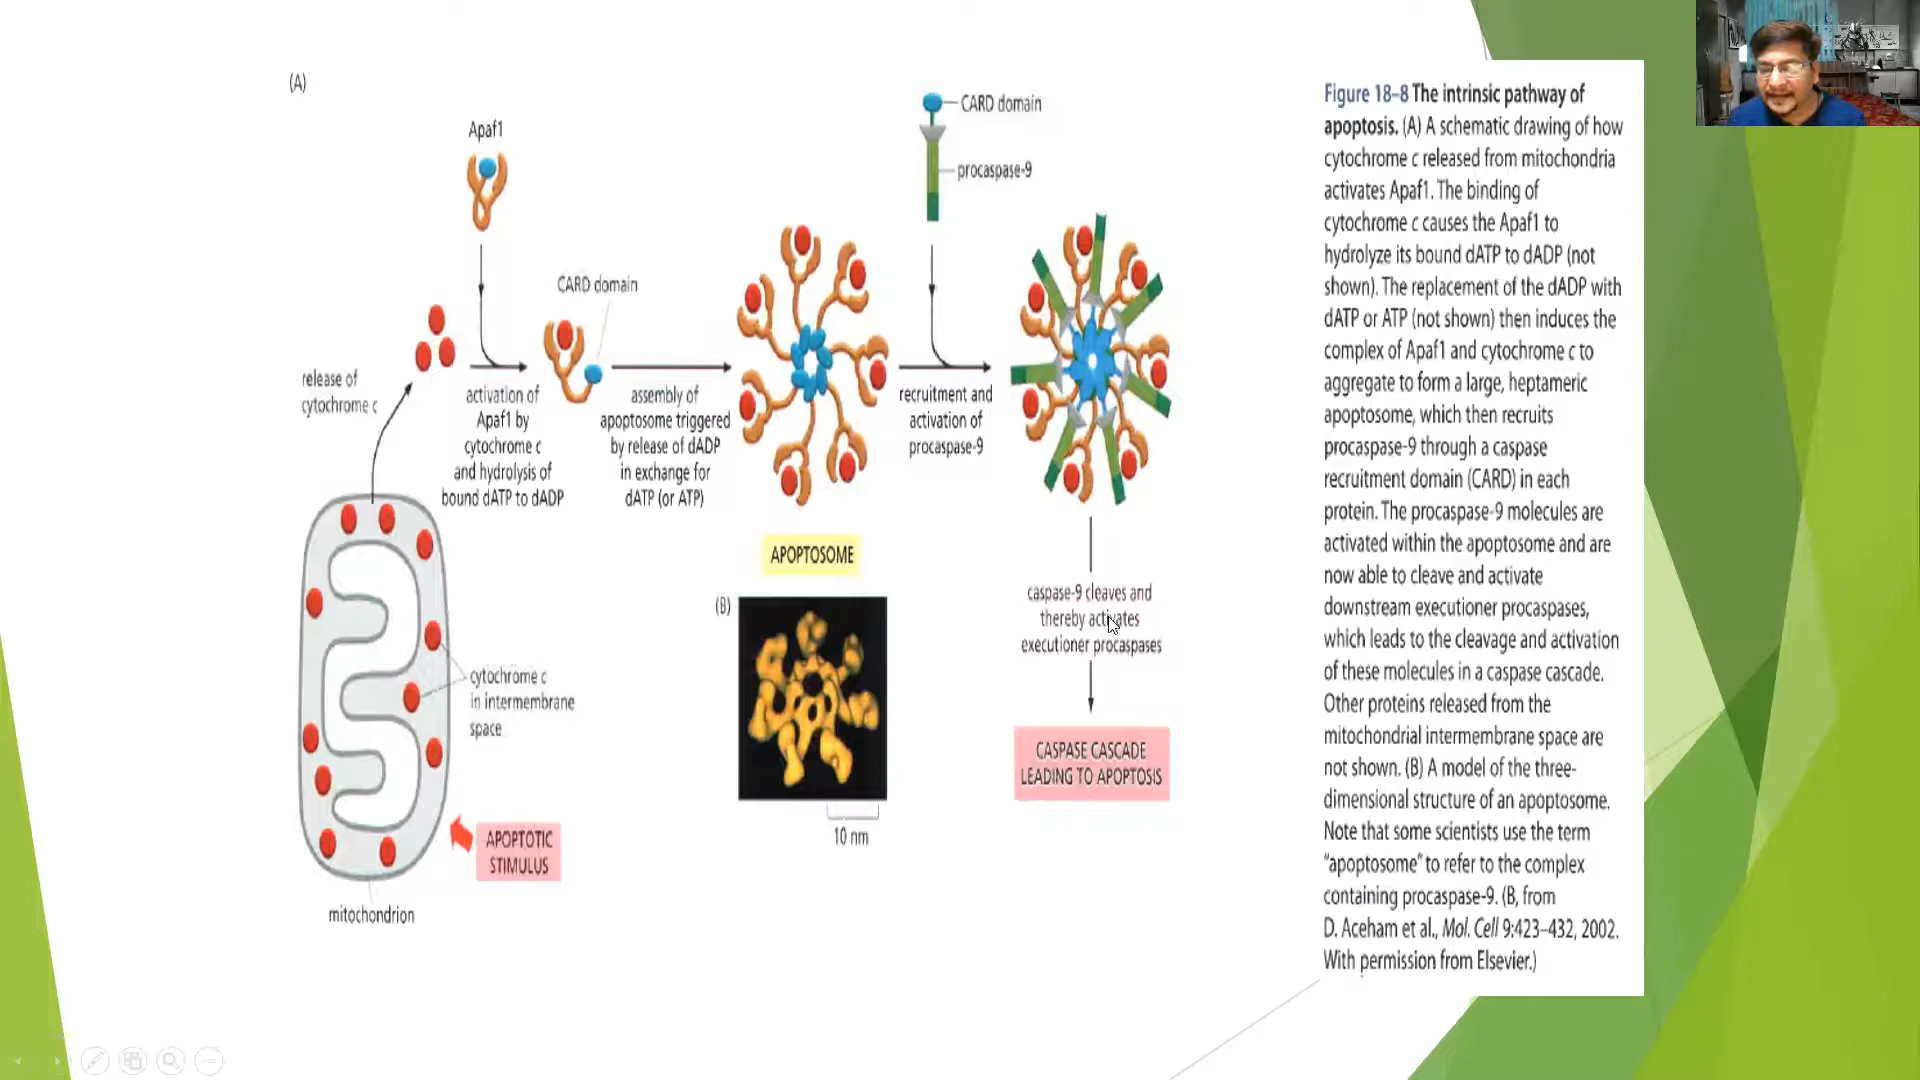 (A)
Apaf1
CARD domain
procaspase-9
CARD domain
release of
cytochrome c
activation of
Apaf1 by
cytochrome c
and hydrolysis of
bound dATP to dADP
assembly of
apoptosome triggered
by release of dADP
in exchange for
dATP (or ATP)
recruitment and
activation of
procaspase-9
APOPTOSOME
(B)
10 nm
caspase-9 cleaves and
thereby activates
executioner procaspases
CASPASE CASCADE
LEADING TO APOPTOSIS
cytochrome c
in intermembrane
space
APOPTOTIC
STIMULUS
mitochondrion
Figure 18–8 The intrinsic pathway of
apoptosis. (A) A schematic drawing of how
cytochrome c released from mitochondria
activates Apaf1. The binding of
cytochrome c causes the Apaf1 to
hydrolyze its bound dATP to dADP (not
shown). The replacement of the dADP with
dATP or ATP (not shown) then induces the
complex of Apaf1 and cytochrome c to
aggregate to form a large, heptameric
apoptosome, which then recruits
procaspase-9 through a caspase
recruitment domain (CARD) in each
protein. The procaspase-9 molecules are
activated within the apoptosome and are
now able to cleave and activate
downstream executioner procaspases,
which leads to the cleavage and activation
of these molecules in a caspase cascade.
Other proteins released from the
mitochondrial intermembrane space are
not shown. (B) A model of the three-
dimensional structure of an apoptosome.
Note that some scientists use the term
“apoptosome” to refer to the complex
containing procaspase-9. (B, from
D. Aceham et al., Mol. Cell 9:423–432, 2002.
With permission from Elsevier.)